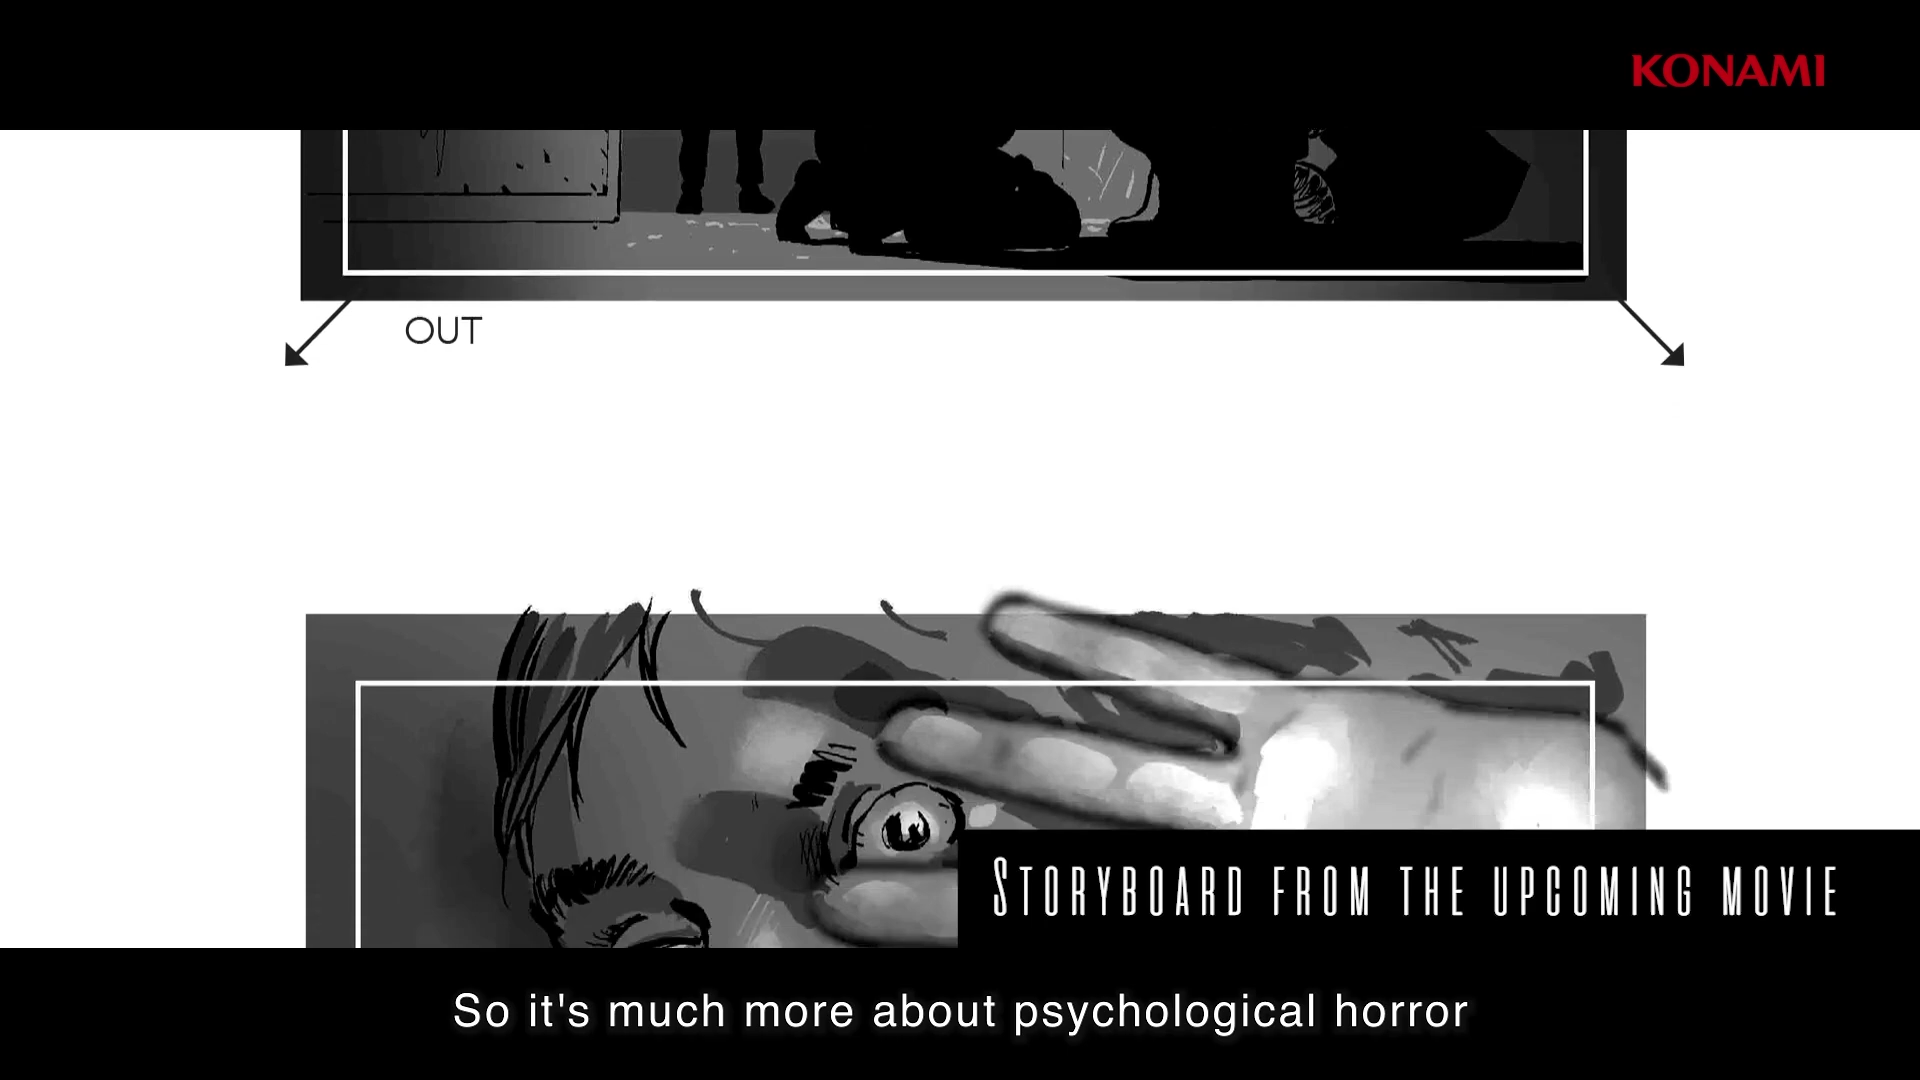 KONAMI
OUT
STORYBOARD FROM THE UPCOMING MOVIE
So it's much more about psychological horror